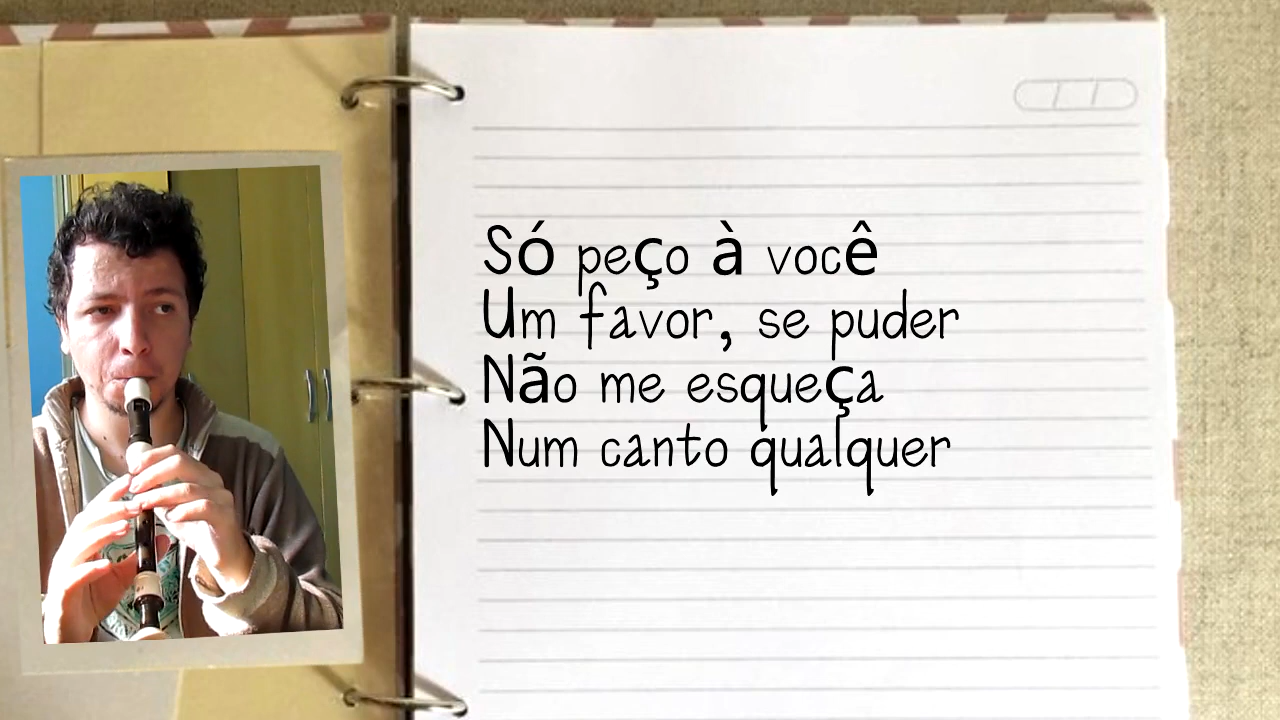 Só peço à você
Um favor, se puder
Não me esqueça
Num canto qualquer